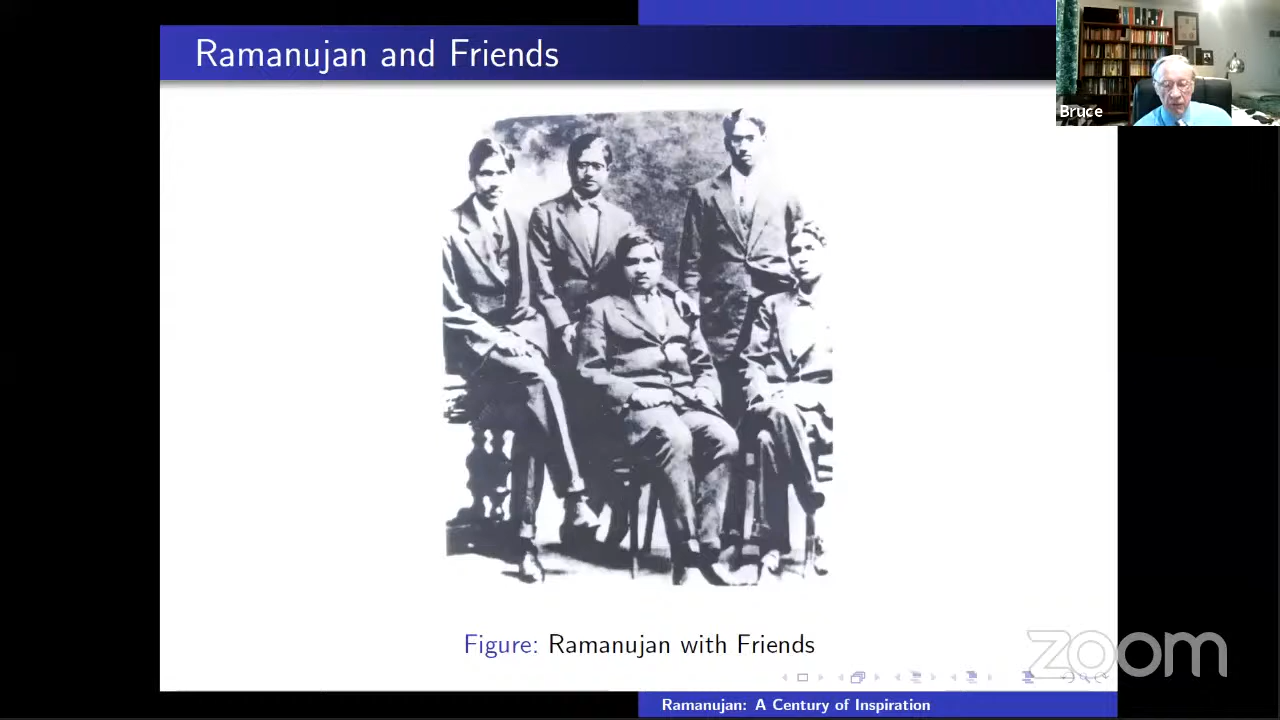 Ramanujan and Friends
Bruce
Figure: Ramanujan with Friends
zoom
Ramanujan: A Century of Inspiration